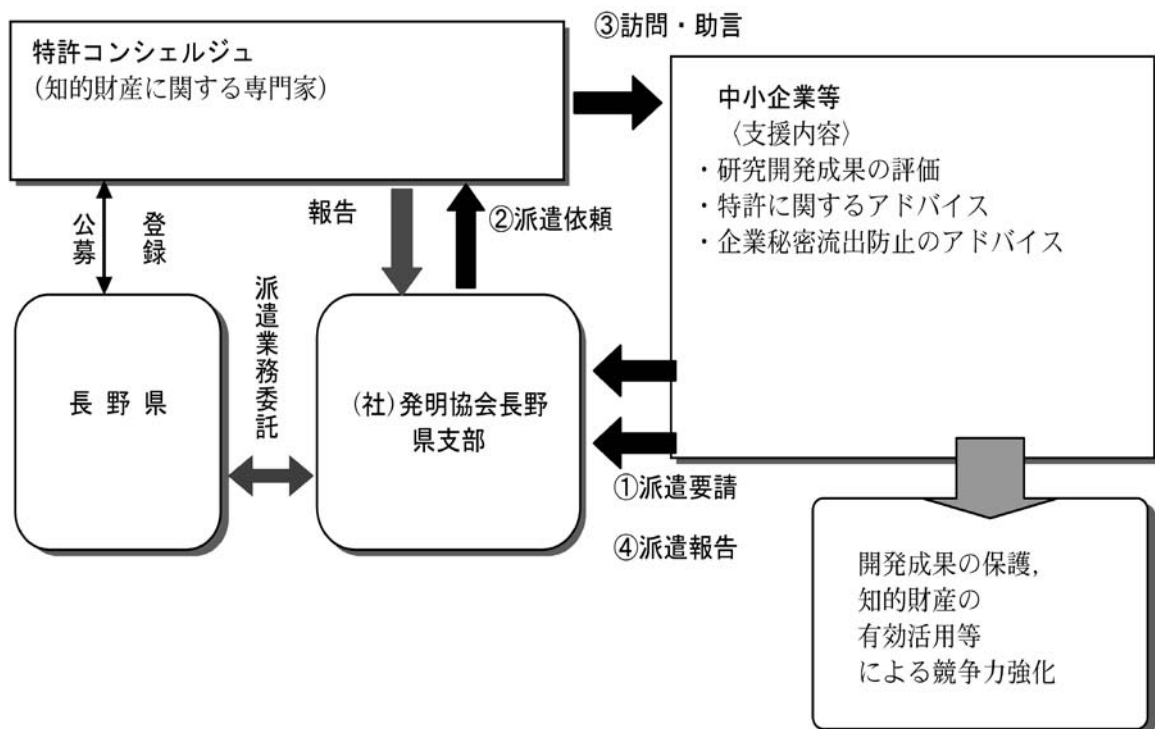 ③訪問・助言
特許コンシェルジュ
(知的財産に関する専門家)
中小企業等
〈支援内容〉
・研究開発成果の評価
・特許に関するアドバイス
・企業秘密流出防止のアドバイス
公募
登録
報告
②派遣依頼
派遣業務委託
長野県
(社)発明協会長野
県支部
①派遣要請
④派遣報告
開発成果の保護,
知的財産の
有効活用等
による競争力強化